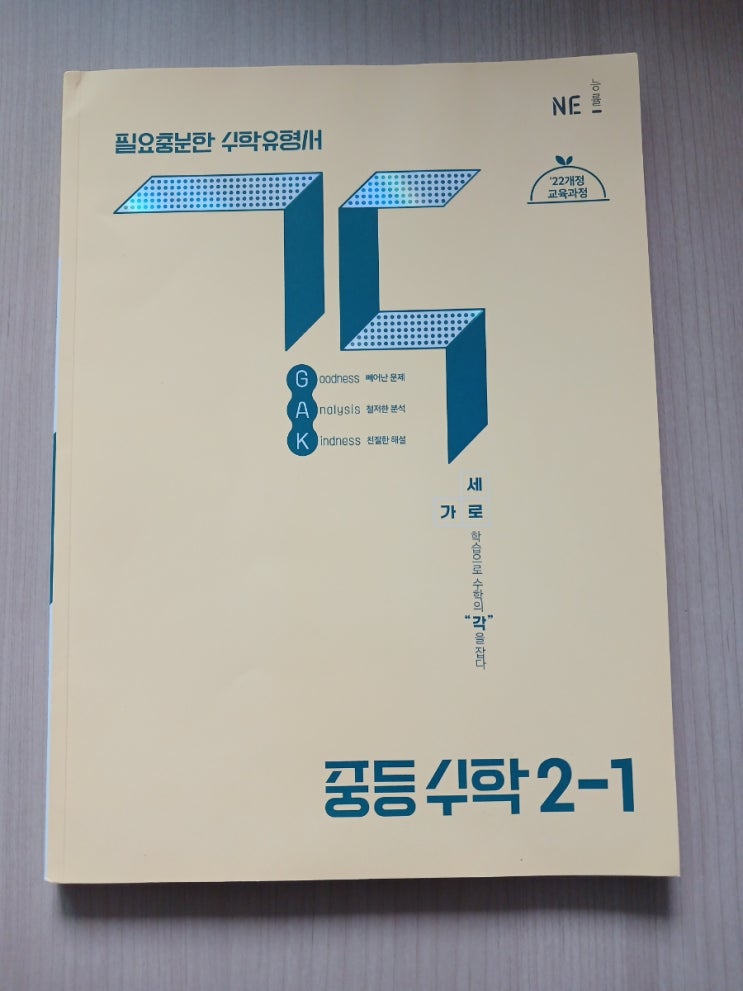 NE 능률
필요충분한 수학유형서
'22개정
교육과정
Goodness 빼어난 문제
Analysis 철저한 분석
Kindness 친절한 해설
세
가 로
학습으로 수학의 “각”을 잡다
중등 수학 2-1